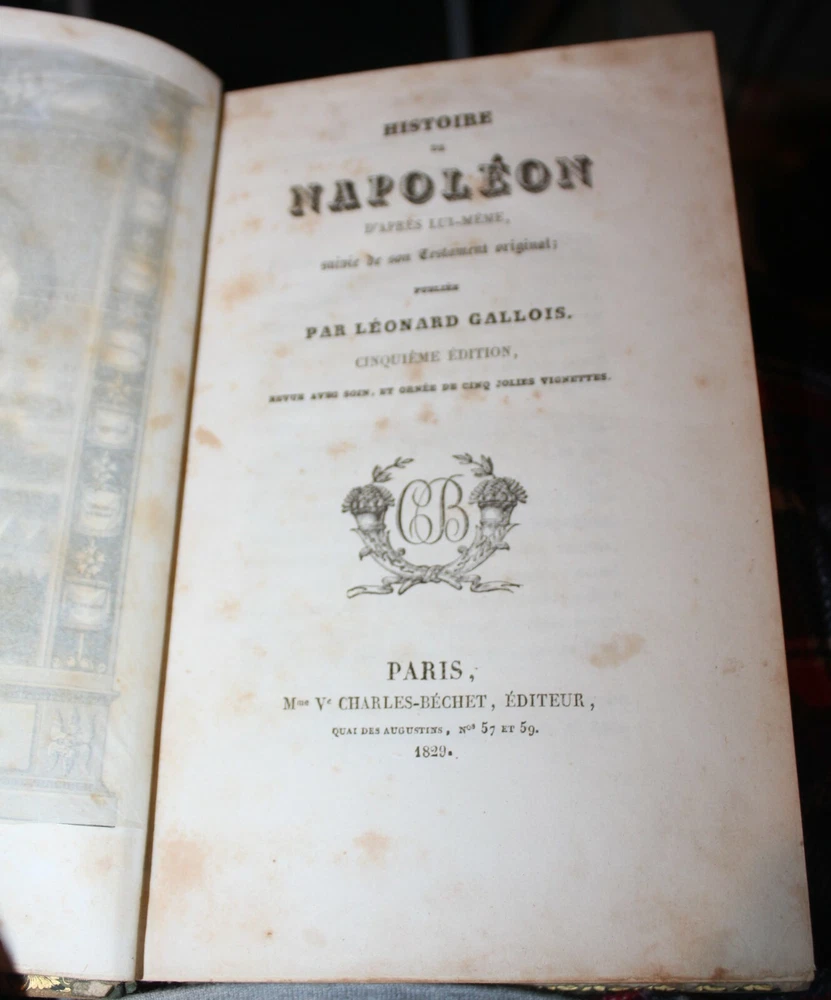 HISTOIRE
DE
NAPOLÉON
D'APRÈS LUI-MÊME,
suivie de son Testament original;
PUBLIÉE
PAR LÉONARD GALLOIS.
CINQUIÈME ÉDITION,
REVUE AVEC SOIN, ET ORNÉE DE CINQ JOLIES VIGNETTES.
CB
PARIS,
Mme Ve CHARLES-BÉCHET, ÉDITEUR,
QUAI DES AUGUSTINS, Nos 57 ET 59.
1829.